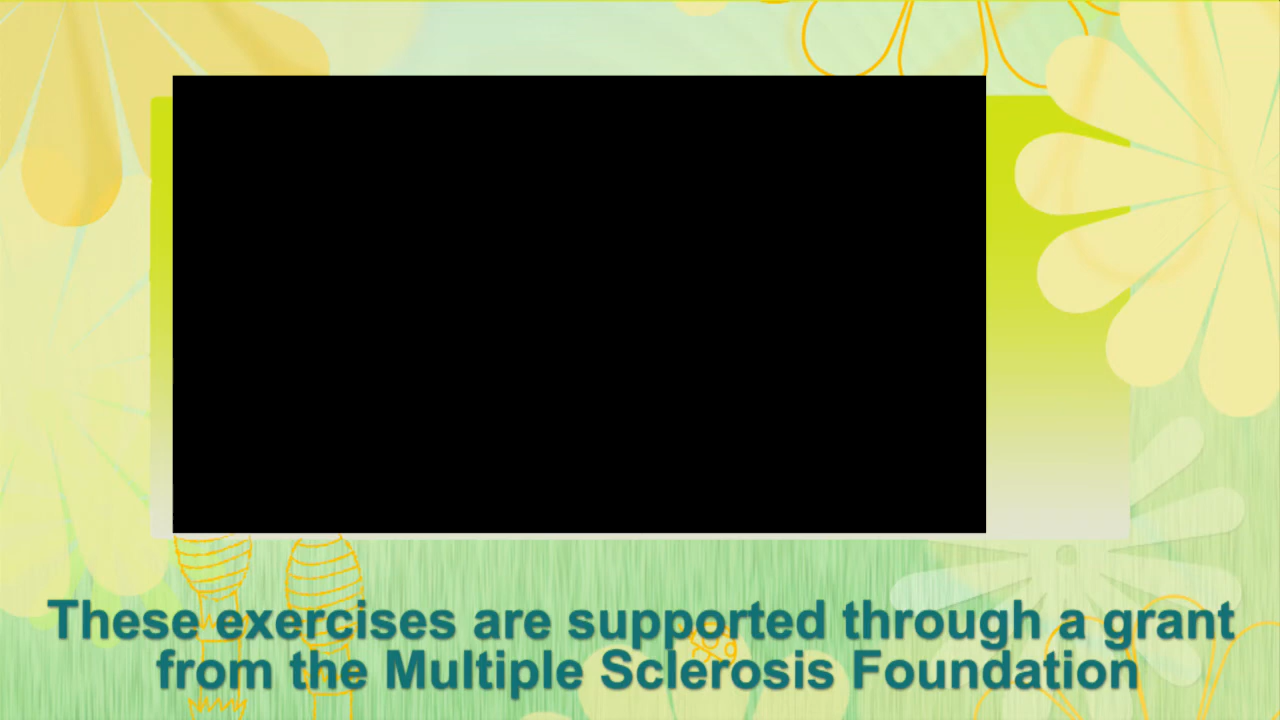 These exercises are supported through a grant
from the Multiple Sclerosis Foundation